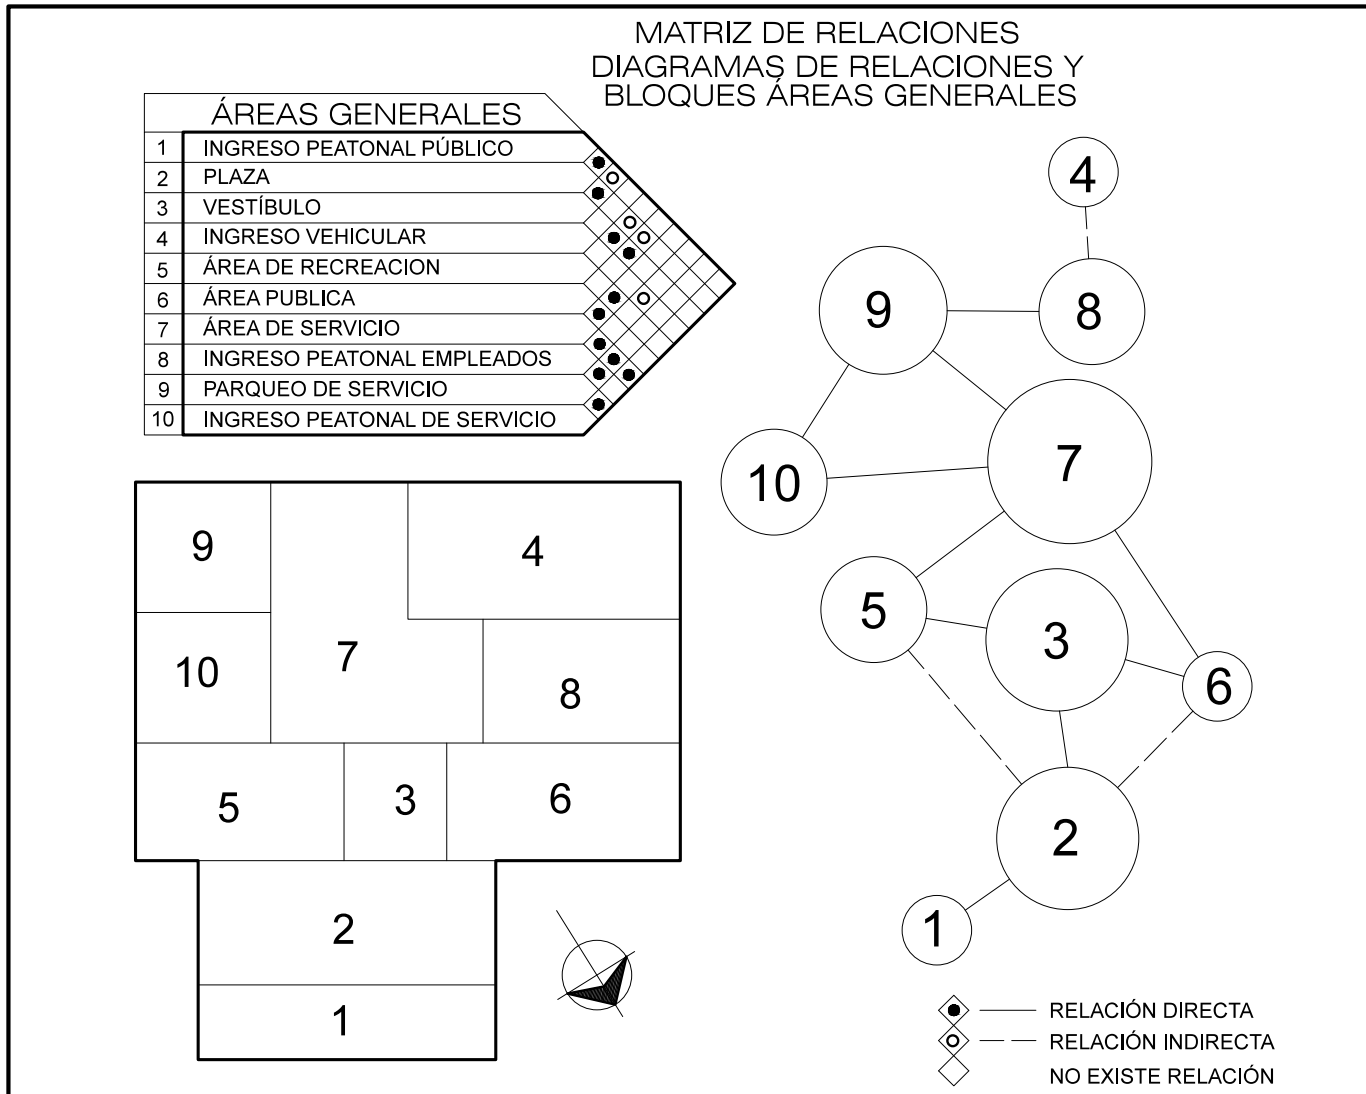 MATRIZ DE RELACIONES
DIAGRAMAS DE RELACIONES Y
BLOQUES ÁREAS GENERALES
ÁREAS GENERALES
1 INGRESO PEATONAL PÚBLICO
2 PLAZA
3 VESTÍBULO
4 INGRESO VEHICULAR
5 ÁREA DE RECREACION
6 ÁREA PUBLICA
7 ÁREA DE SERVICIO
8 INGRESO PEATONAL EMPLEADOS
9 PARQUEO DE SERVICIO
10 INGRESO PEATONAL DE SERVICIO
9
4
10
7
8
5
3
6
2
1
4
9
8
7
10
5
3
6
2
1
RELACIÓN DIRECTA
RELACIÓN INDIRECTA
NO EXISTE RELACIÓN